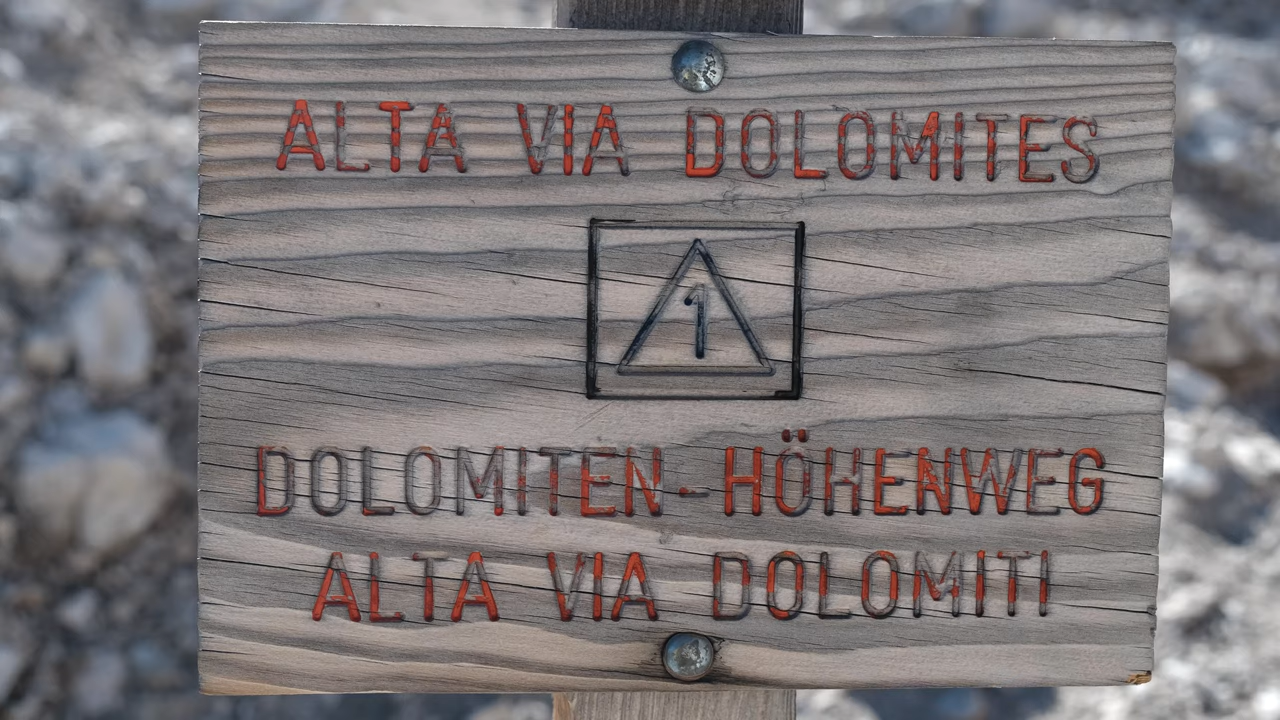 ALTA VIA DOLOMITES
1
DOLOMITEN-HÖHENWEG
ALTA VIA DOLOMITI